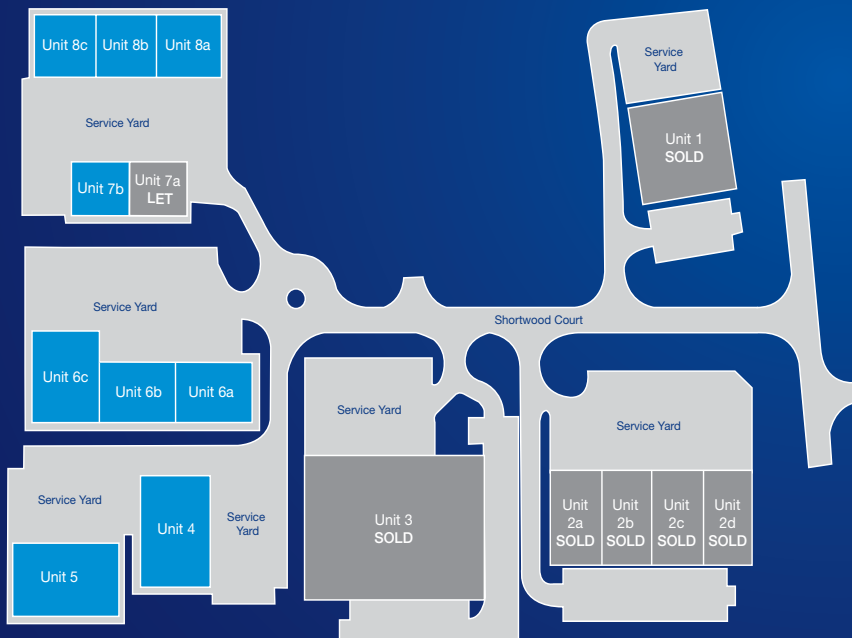 Unit 8c
Unit 8b
Unit 8a
Service Yard
Unit 7b
Unit 7a
LET
Service
Yard
Unit 1
SOLD
Service Yard
Unit 6c
Unit 6b
Unit 6a
Shortwood Court
Service Yard
Unit 4
Service
Yard
Unit 5
Service Yard
Unit 3
SOLD
Service Yard
Unit
2a
SOLD
Unit
2b
SOLD
Unit
2c
SOLD
Unit
2d
SOLD